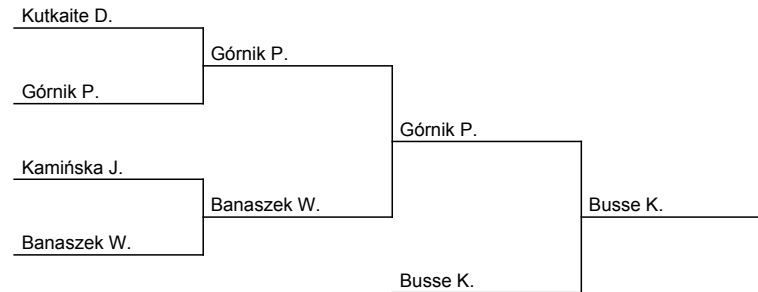 Kutkaite D.
Górnik P.
Górnik P.
Górnik P.
Kamińska J.
Banaszek W.
Busse K.
Banaszek W.
Busse K.